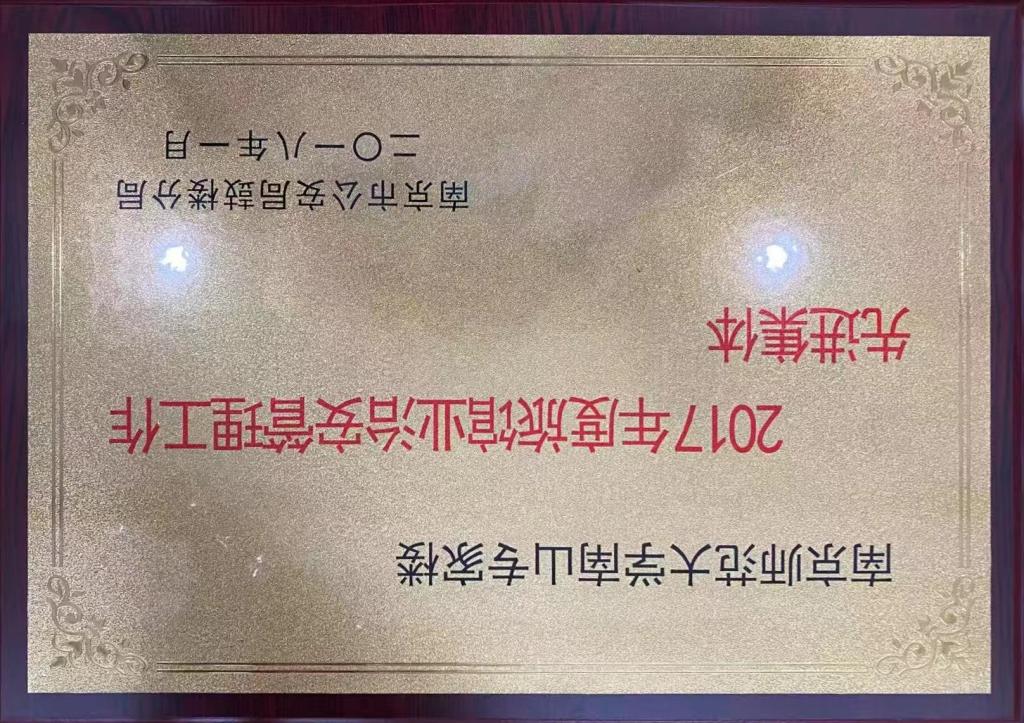 南京师范大学南山专家楼
2017年度旅馆业治安管理工作
先进集体
南京市公安局鼓楼分局
二〇一八年一月